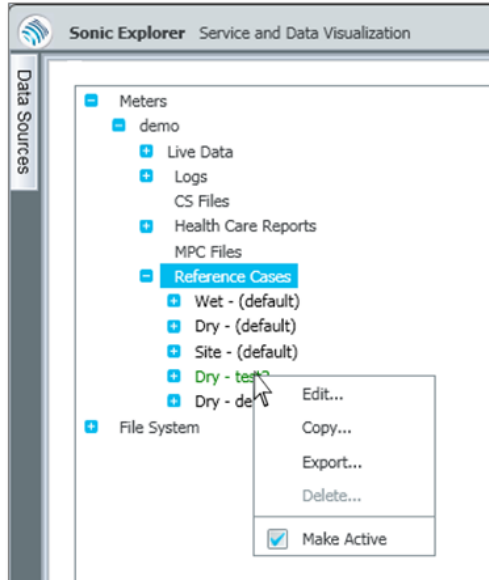 Sonic Explorer Service and Data Visualization
Data Sources
Meters
demo
Live Data
Logs
CS Files
Health Care Reports
MPC Files
Reference Cases
Wet - (default)
Dry - (default)
Site - (default)
Dry -
Dry -
File System
Edit...
Copy...
Export...
Delete...
Make Active